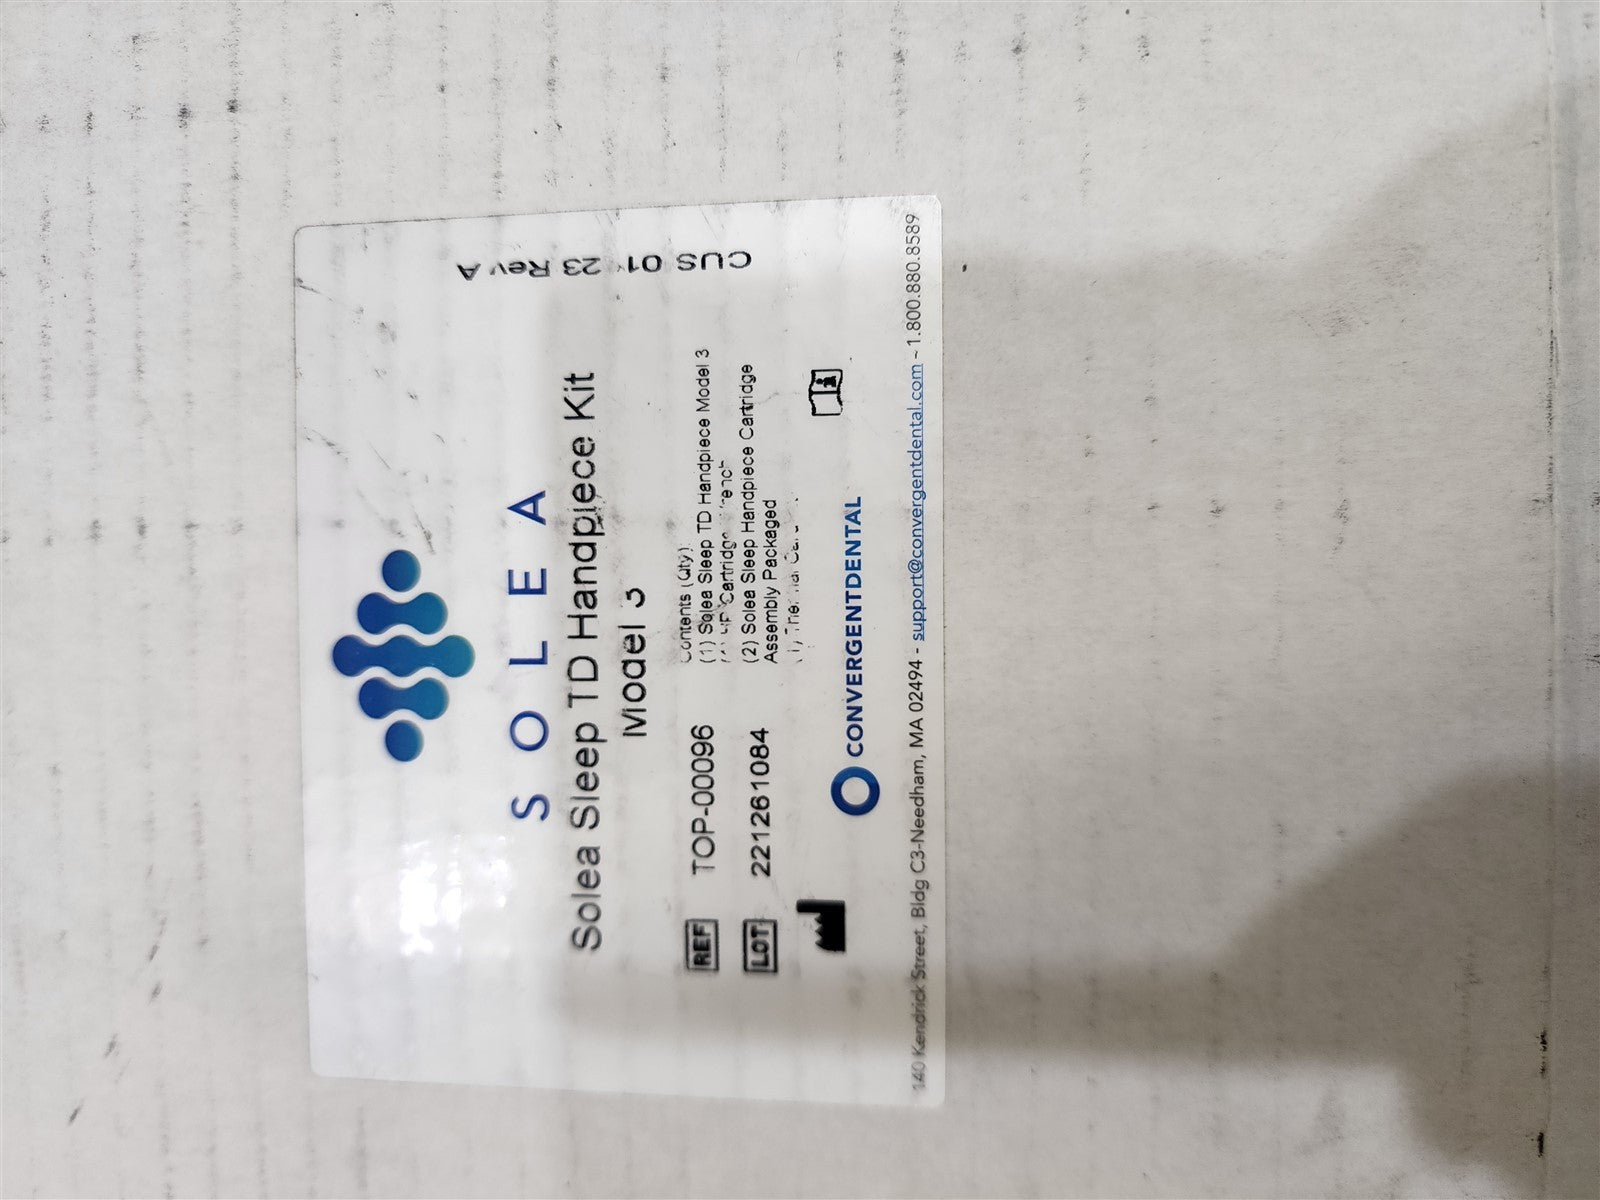 SOLEA
Solea Sleep TD Handpiece Kit
Model 3
CUS 01 23 Rev A
REF TOP-00096
LOT 221261084
Contents (Qty)
(1) Solea Sleep TD Handpiece Model 3
Cartridge
(2) Solea Sleep Handpiece Cartridge
Assembly Packaged
CONVERGENTDENTAL
140 Kendrick Street, Bldg C3-Needham, MA 02494 - support@convergentdental.com ~ 1.800.880.8589